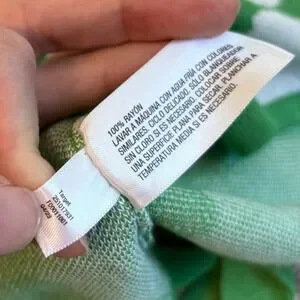 100% RAYÓN
LAVAR A MÁQUINA CON AGUA FRÍA CON COLORES
SIMILARES. CICLO DELICADO. SÓLO BLANQUEADOR
SIN CLORO SI ES NECESARIO. COLOCAR SOBRE
UNA SUPERFICIE PLANA PARA SECAR. PLANCHAR A
TEMPERATURA MEDIA SI ES NECESARIO.
Target